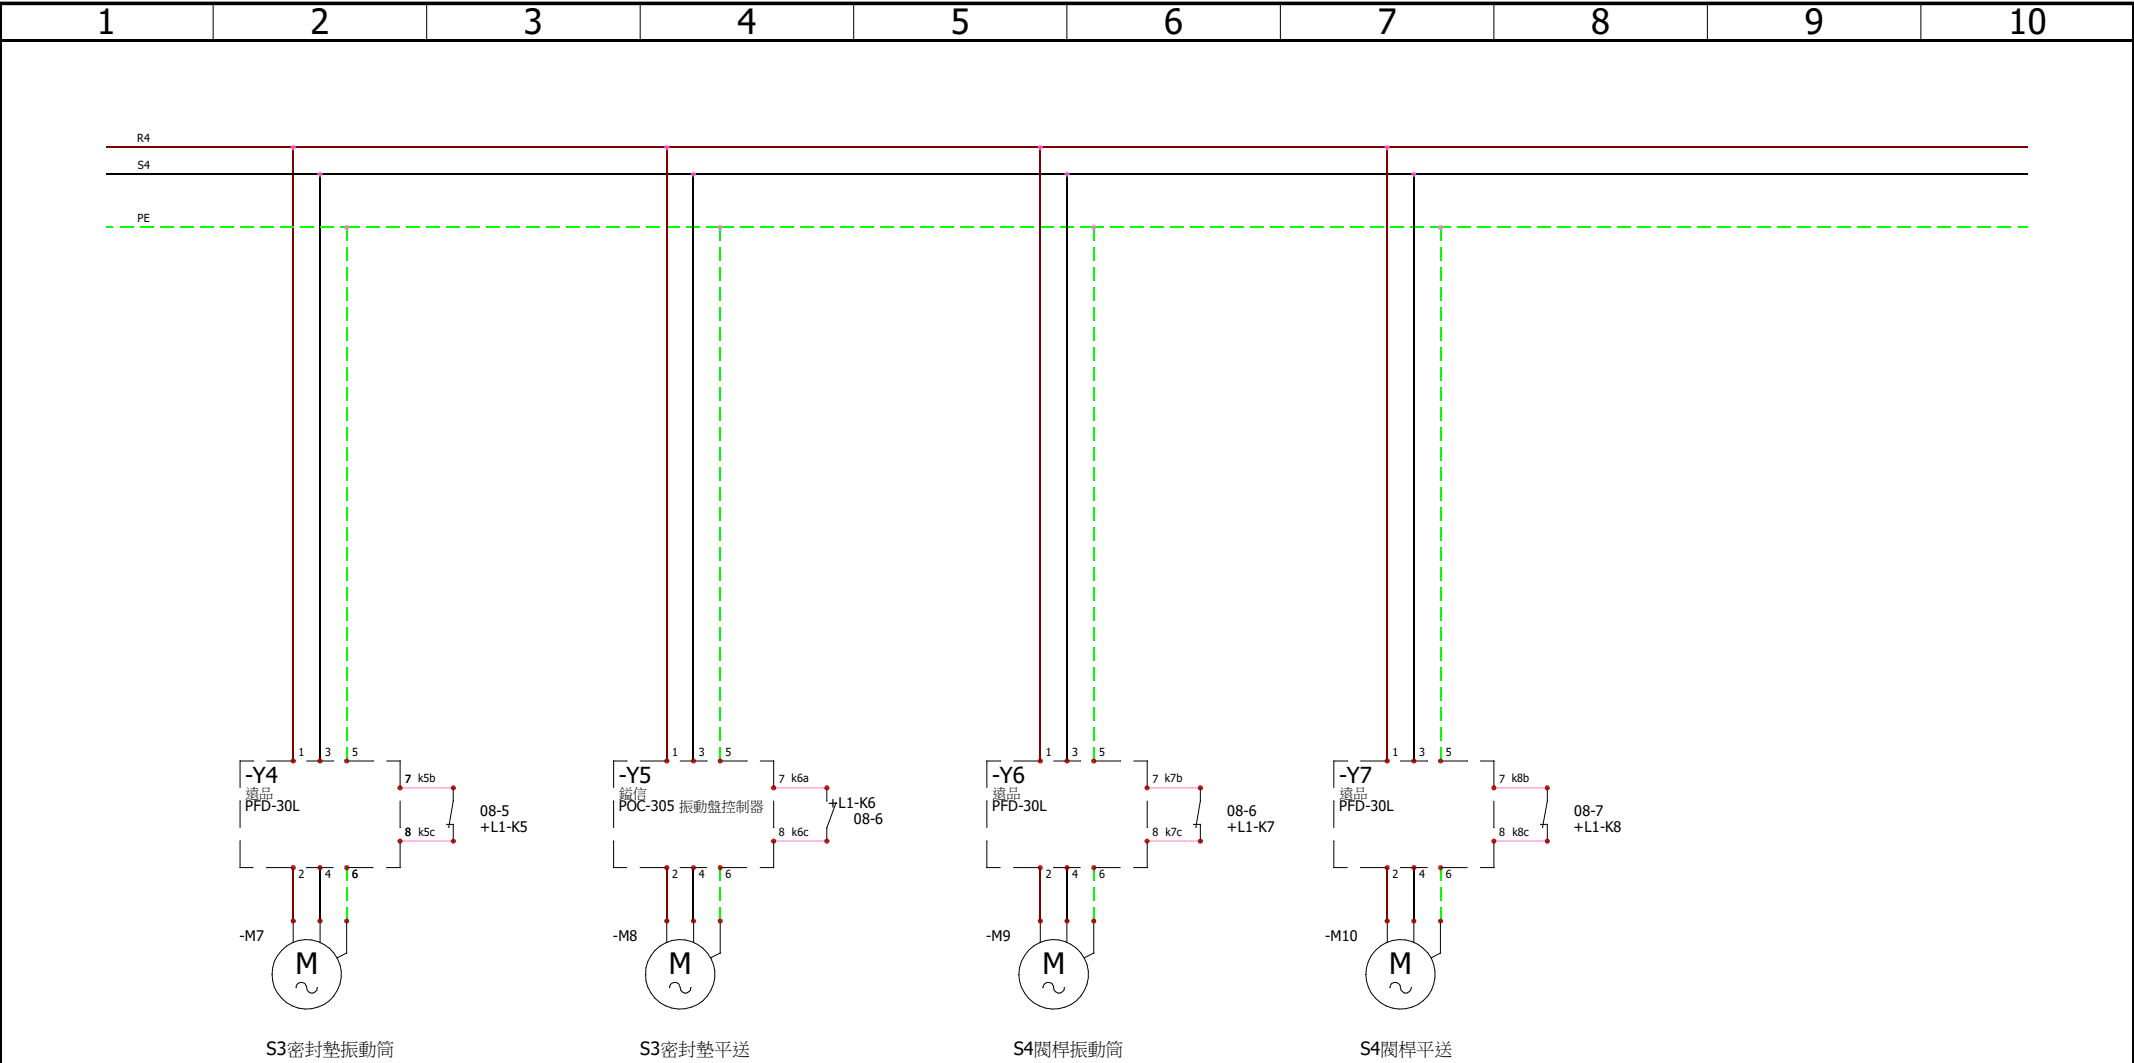 1 2 3 4 5 6 7 8 9 10
R4
S4
PE
1 3 5
-Y4
遠品
PFD-30L
7 k5b
8 k5c
08-5
+L1-K5
2 4 6
-M7
M
S3密封墊振動筒
1 3 5
-Y5
鎰信
POC-305 振動盤控制器
7 k6a
8 k6c
+L1-K6
08-6
2 4 6
-M8
M
S3密封墊平送
1 3 5
-Y6
遠品
PFD-30L
7 k7b
8 k7c
08-6
+L1-K7
2 4 6
-M9
M
S4閥桿振動筒
1 3 5
-Y7
遠品
PFD-30L
7 k8b
8 k8c
08-7
+L1-K8
2 4 6
-M10
M
S4閥桿平送